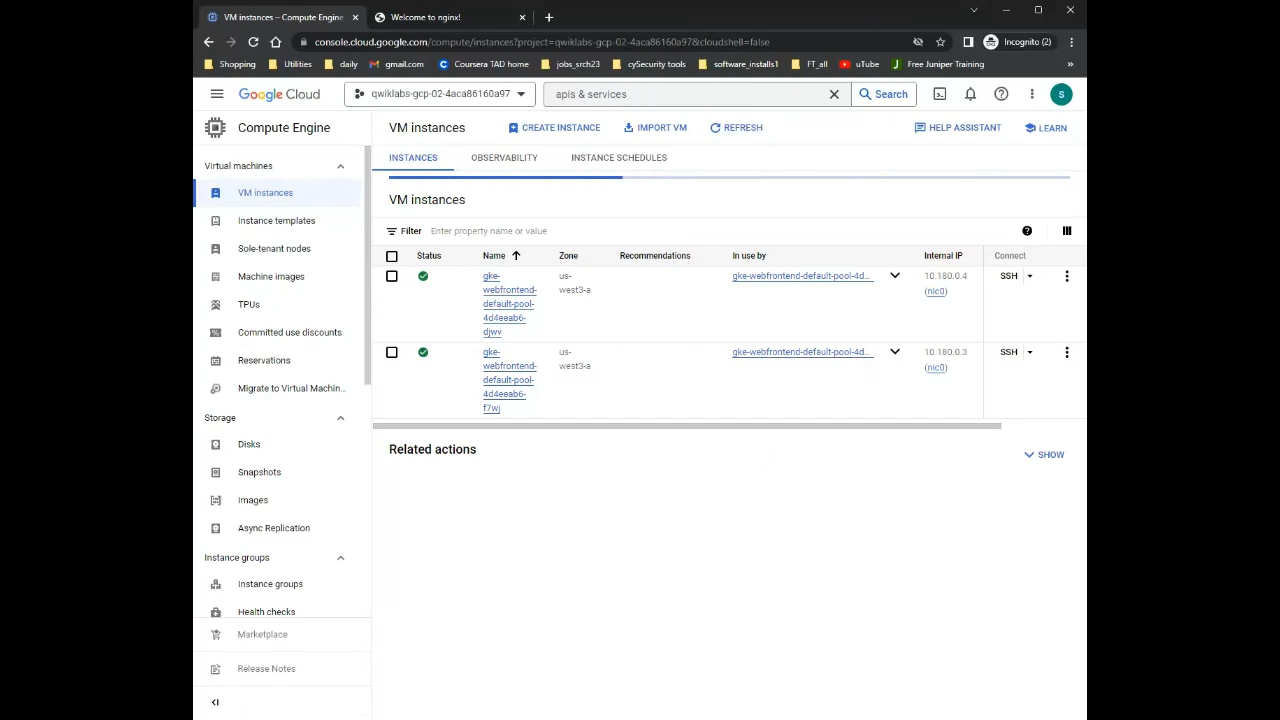 VM instances – Compute Engine
Welcome to nginx!
console.cloud.google.com/compute/instances?project=qwiklabs-gcp-02-4aca86160a97&cloudshell=false
Incognito (2)
Shopping
Utilities
daily
gmail.com
Coursera TAD home
jobs_srch23
cySecurity tools
software_installs1
FT_all
uTube
Free Juniper Training
»
Google Cloud
qwiklabs-gcp-02-4aca86160a97
apis & services
Search
S
Compute Engine
VM instances
CREATE INSTANCE
IMPORT VM
REFRESH
HELP ASSISTANT
LEARN
INSTANCES
OBSERVABILITY
INSTANCE SCHEDULES
Virtual machines
VM instances
Instance templates
Sole-tenant nodes
Machine images
TPUs
Committed use discounts
Reservations
Migrate to Virtual Machin...
Storage
Disks
Snapshots
Images
Async Replication
Instance groups
Instance groups
Health checks
Marketplace
Release Notes
VM instances
Filter
Enter property name or value
Status
Name
Zone
Recommendations
In use by
Internal IP
Connect
gke-
webfrontend-
default-pool-
4d4eeab6-
djwv
us-
west3-a
gke-webfrontend-default-pool-4d...
10.180.0.4
(nic0)
SSH
gke-
webfrontend-
default-pool-
4d4eeab6-
f7wj
us-
west3-a
gke-webfrontend-default-pool-4d...
10.180.0.3
(nic0)
SSH
Related actions
SHOW